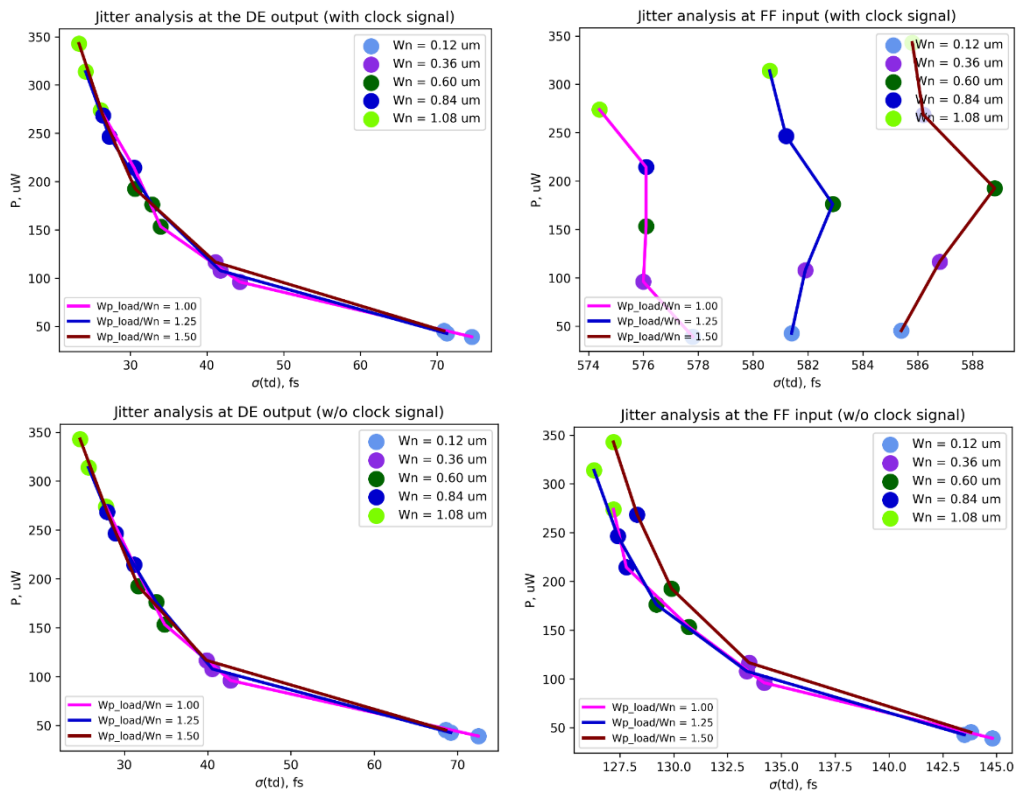 Jitter analysis at the DE output (with clock signal)
P, uW
350
300
250
200
150
100
50
Wn = 0.12 um
Wn = 0.36 um
Wn = 0.60 um
Wn = 0.84 um
Wn = 1.08 um
Wp_load/Wn = 1.00
Wp_load/Wn = 1.25
Wp_load/Wn = 1.50
30 40 50 60 70
σ(td), fs
Jitter analysis at FF input (with clock signal)
P, uW
350
300
250
200
150
100
50
Wn = 0.12 um
Wn = 0.36 um
Wn = 0.60 um
Wn = 0.84 um
Wn = 1.08 um
Wp_load/Wn = 1.00
Wp_load/Wn = 1.25
Wp_load/Wn = 1.50
574 576 578 580 582 584 586 588
σ(td), fs
Jitter analysis at DE output (w/o clock signal)
P, uW
350
300
250
200
150
100
50
Wn = 0.12 um
Wn = 0.36 um
Wn = 0.60 um
Wn = 0.84 um
Wn = 1.08 um
Wp_load/Wn = 1.00
Wp_load/Wn = 1.25
Wp_load/Wn = 1.50
30 40 50 60 70
σ(td), fs
Jitter analysis at the FF input (w/o clock signal)
P, uW
350
300
250
200
150
100
50
Wn = 0.12 um
Wn = 0.36 um
Wn = 0.60 um
Wn = 0.84 um
Wn = 1.08 um
Wp_load/Wn = 1.00
Wp_load/Wn = 1.25
Wp_load/Wn = 1.50
127.5 130.0 132.5 135.0 137.5 140.0 142.5 145.0
σ(td), fs